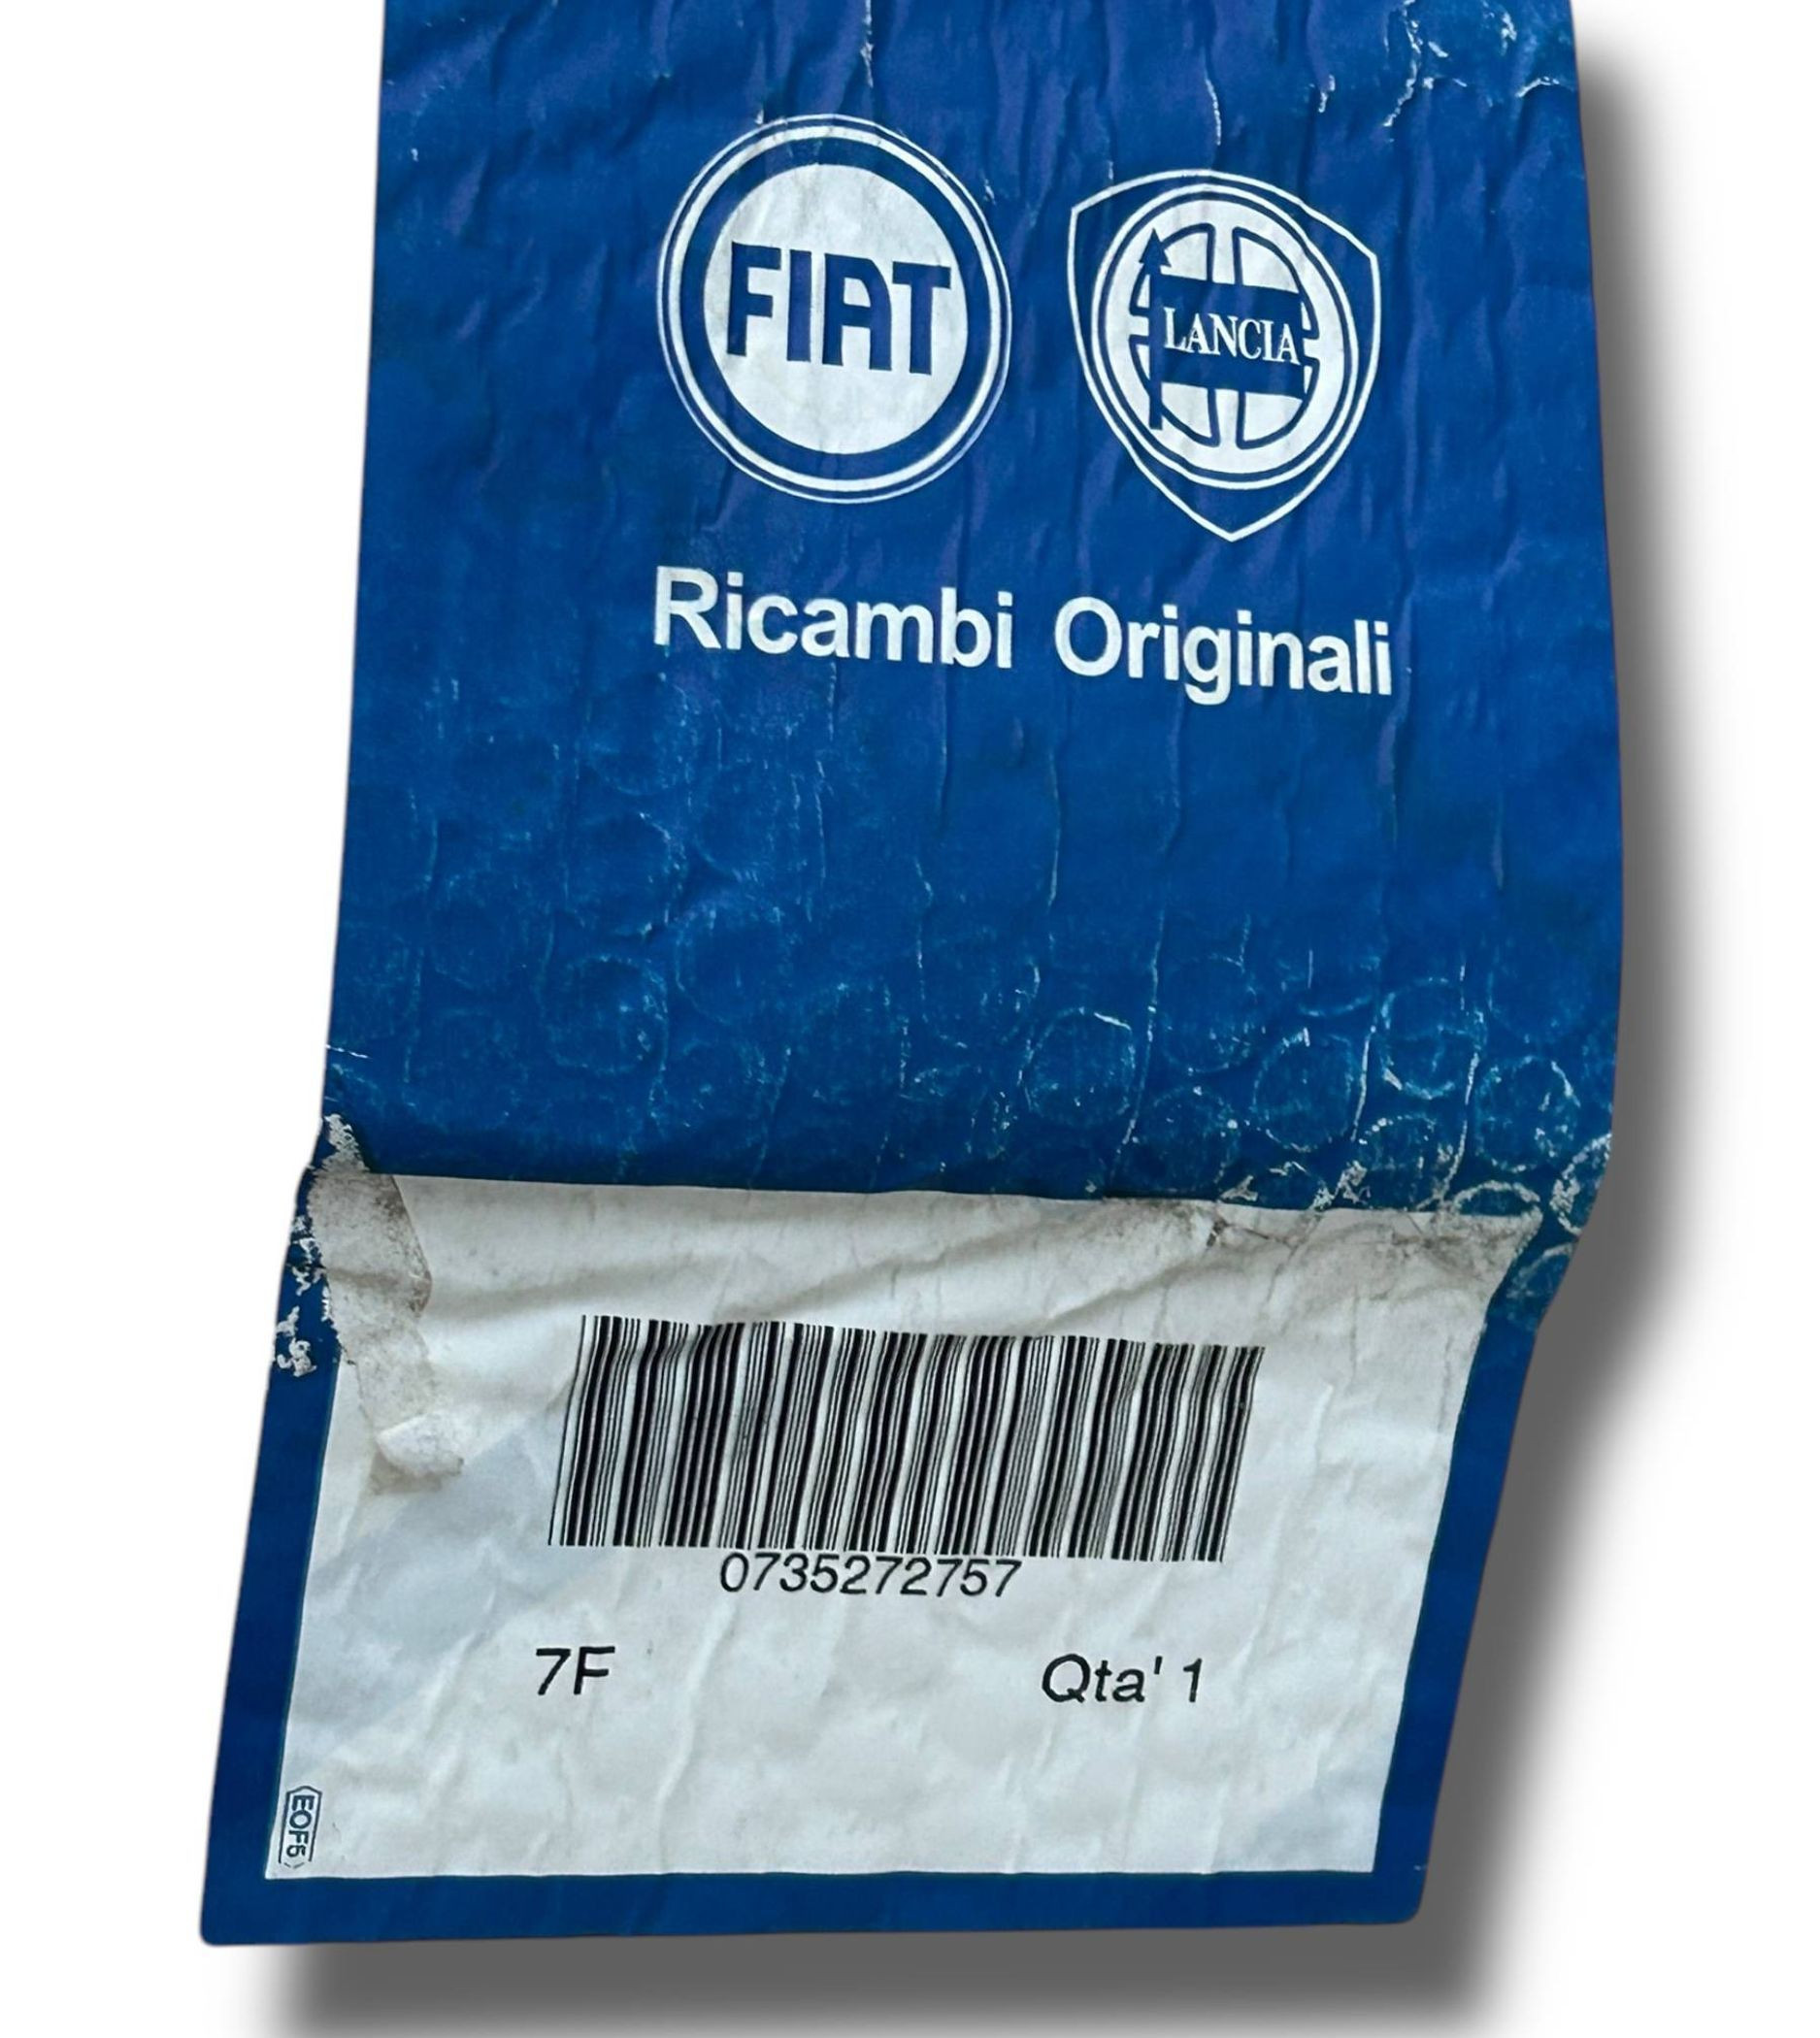 FIAT
LANCIA
Ricambi Originali
0735272757
7F
Qta' 1
EOF5